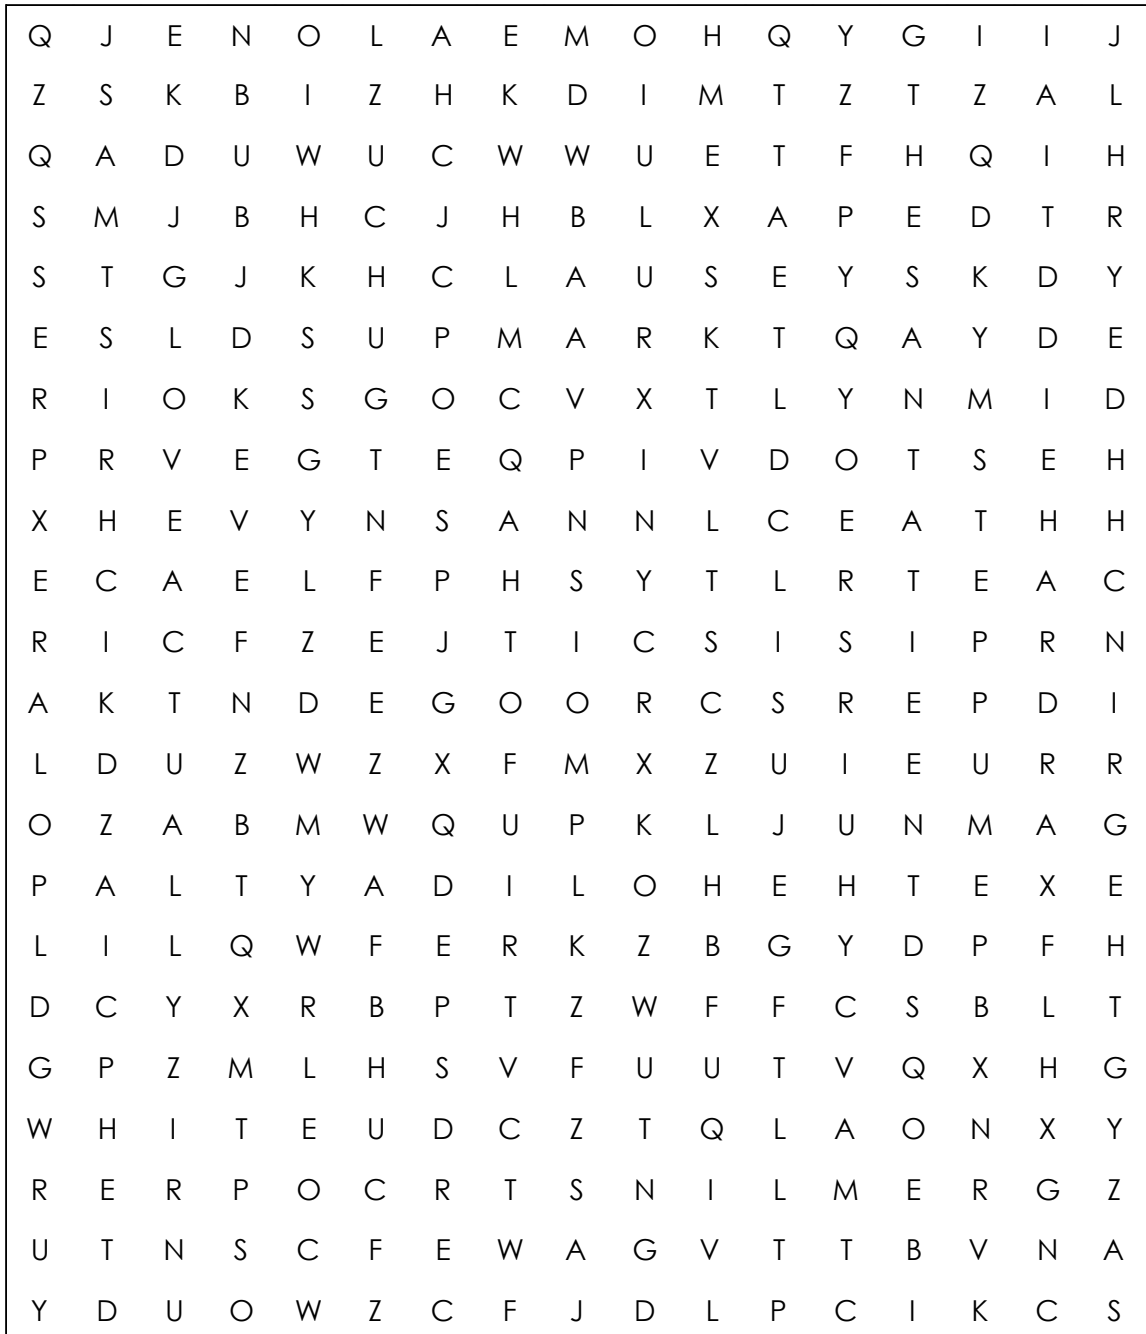 Q J E N O L A E M O H Q Y G I I J
Z S K B I Z H K D I M T Z T Z A L
Q A D U W U C W W U E T F H Q I H
S M J B H C J H B L X A P E D T R
S T G J K H C L A U S E Y S K D Y
E S L D S U P M A R K T Q A Y D E
R I O K S G O C V X T L Y N M I D
P R V E G T E Q P I V D O T S E H
X H E V Y N S A N N L C E A T H H
E C A E L F P H S Y T L R T E A C
R I C F Z E J T I C S I S I P R N
A K T N D E G O O R C S R E P D I
L D U Z W Z X F M X Z U I E U R R
O Z A B M W Q U P K L J U N M A G
P A L T Y A D I L O H E H T E X E
L I L Q W F E R K Z B G Y D P F H
D C Y X R B P T Z W F F C S B L T
G P Z M L H S V F U U T V Q X H G
W H I T E U D C Z T Q L A O N X Y
R E R P O C R T S N I L M E R G Z
U T N S C F E W A G V T T B V N A
Y D U O W Z C F J D L P C I K C S